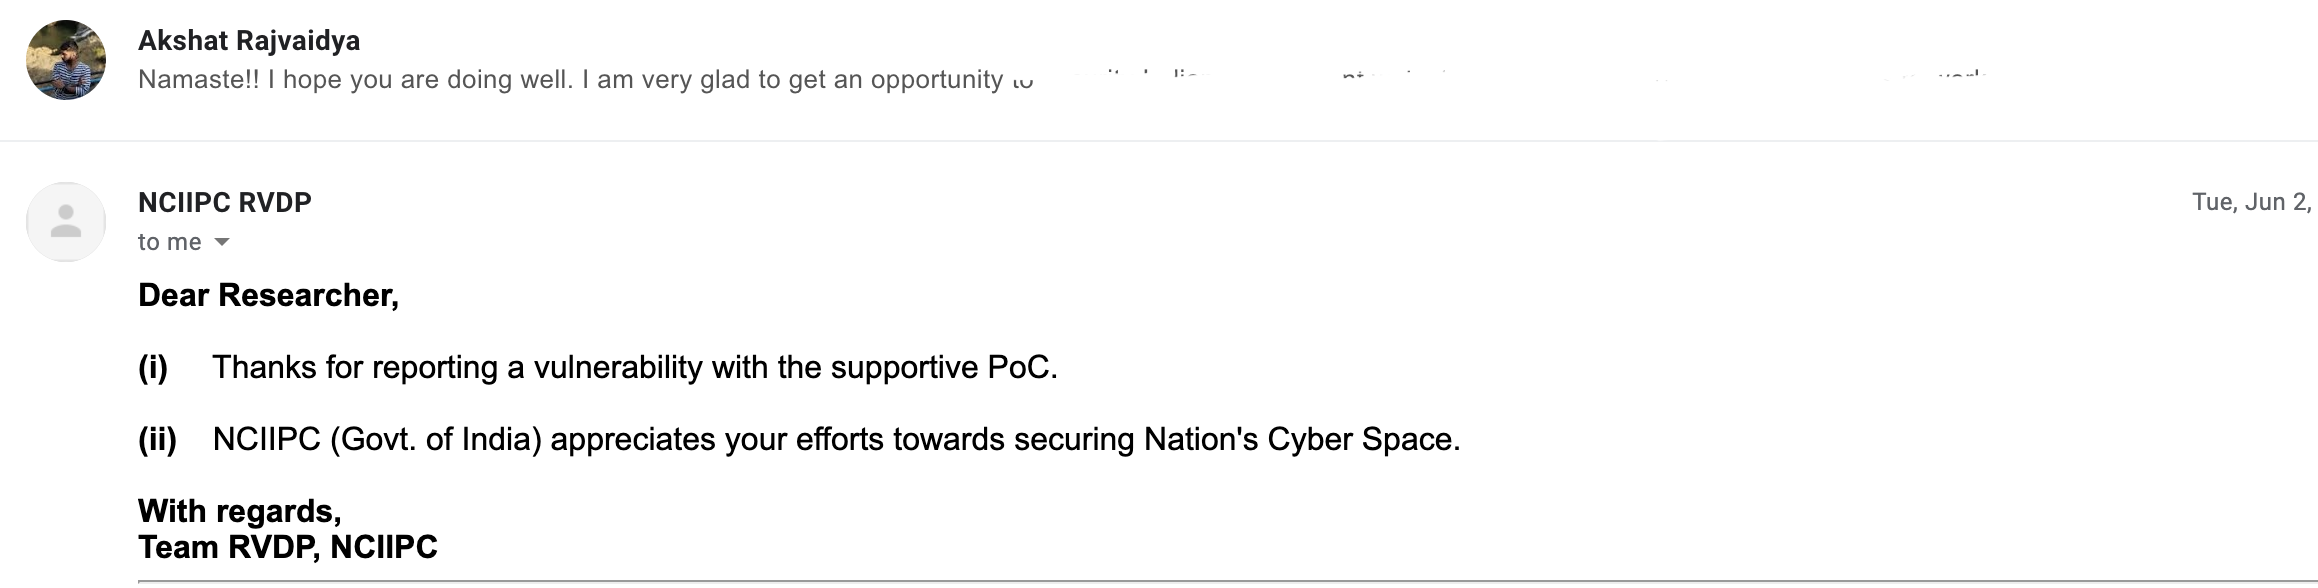 Akshat Rajvaidya
Namaste!! I hope you are doing well. I am very glad to get an opportunity to
NCIIPC RVDP
Tue, Jun 2,
to me
Dear Researcher,
(i) Thanks for reporting a vulnerability with the supportive PoC.
(ii) NCIIPC (Govt. of India) appreciates your efforts towards securing Nation's Cyber Space.
With regards,
Team RVDP, NCIIPC